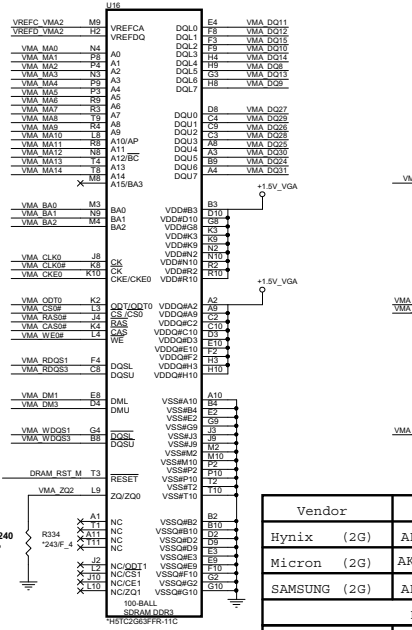 U16
VREFC_VMA2 M9 VREFCA
VREFD_VMA2 H2 VREFDQ
VMA_MA0 N4 A0
VMA_MA1 P8 A1
VMA_MA2 P4 A2
VMA_MA3 N3 A3
VMA_MA4 P9 A4
VMA_MA5 P3 A5
VMA_MA6 R9 A6
VMA_MA7 R3 A7
VMA_MA8 T9 A8
VMA_MA9 R4 A9
VMA_MA10 L8 A10/AP
VMA_MA11 R8 A11
VMA_MA12 N8 A12/BC
VMA_MA13 T4 A13
VMA_MA14 T8 A14
M8 A15/BA3
VMA_BA0 M3 BA0
VMA_BA1 N9 BA1
VMA_BA2 M4 BA2
VMA_CLK0 J8 CK
VMA_CLK0# K8 CK
VMA_CKE0 K10 CKE/CKE0
VMA_ODT0 K2 ODT/ODT0
VMA_CS0# L3 CS /CS0
VMA_RAS0# J4 RAS
VMA_CAS0# K4 CAS
VMA_WE0# L4 WE
VMA_RDQS1 F4 DQSL
VMA_RDQS3 C8 DQSU
VMA_DM1 E8 DML
VMA_DM3 D4 DMU
VMA_WDQS1 G4 DQSL
VMA_WDQS3 B8 DQSU
DRAM_RST_M T3 RESET
VMA_ZQ2 L9 ZQ/ZQ0
A1 NC
T1 NC
A11 NC
T11 NC
J2 NC/ODT1
L2 NC/CS1
J10 NC/CE1
L10 NC/ZQ1
240
R334
*243/F_4
DQL0 E4 VMA_DQ11
DQL1 F8 VMA_DQ12
DQL2 F3 VMA_DQ15
DQL3 F9 VMA_DQ10
DQL4 H4 VMA_DQ14
DQL5 H9 VMA_DQ8
DQL6 G3 VMA_DQ13
DQL7 H8 VMA_DQ9
DQU0 D8 VMA_DQ27
DQU1 C4 VMA_DQ29
DQU2 C9 VMA_DQ26
DQU3 C3 VMA_DQ28
DQU4 A8 VMA_DQ25
DQU5 A3 VMA_DQ30
DQU6 B9 VMA_DQ24
DQU7 A4 VMA_DQ31
+1.5V_VGA
VDD#B3 B3
VDD#D10 D10
VDD#G8 G8
VDD#K3 K3
VDD#K9 K9
VDD#N2 N2
VDD#N10 N10
VDD#R2 R2
VDD#R10 R10
+1.5V_VGA
VDDQ#A2 A2
VDDQ#A9 A9
VDDQ#C2 C2
VDDQ#C10 C10
VDDQ#D3 D3
VDDQ#E10 E10
VDDQ#F2 F2
VDDQ#H3 H3
VDDQ#H10 H10
VSS#A10 A10
VSS#B4 B4
VSS#E2 E2
VSS#G9 G9
VSS#J3 J3
VSS#J9 J9
VSS#M2 M2
VSS#M10 M10
VSS#P2 P2
VSS#P10 P10
VSS#T2 T2
VSS#T10 T10
VSSQ#B2 B2
VSSQ#B10 B10
VSSQ#D2 D2
VSSQ#D9 D9
VSSQ#E3 E3
VSSQ#E9 E9
VSSQ#F10 F10
VSSQ#G2 G2
VSSQ#G10 G10
100-BALL
SDRAM DDR3
*H5TC2G63FFR-11C
VMA
VMA
VMA
Vendor
Hynix (2G)
Micron (2G) AK
SAMSUNG (2G)